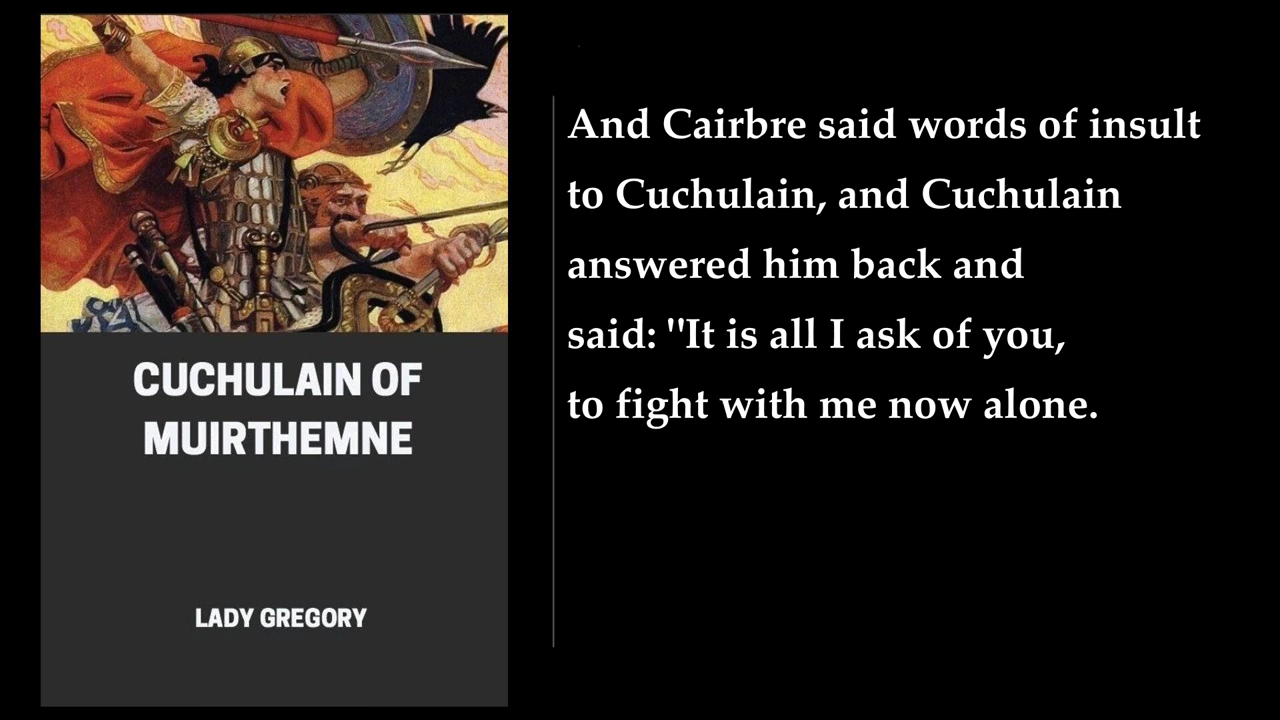 CUCHULAIN OF
MUIRTHEMNE
LADY GREGORY
And Cairbre said words of insult
to Cuchulain, and Cuchulain
answered him back and
said: "It is all I ask of you,
to fight with me now alone.